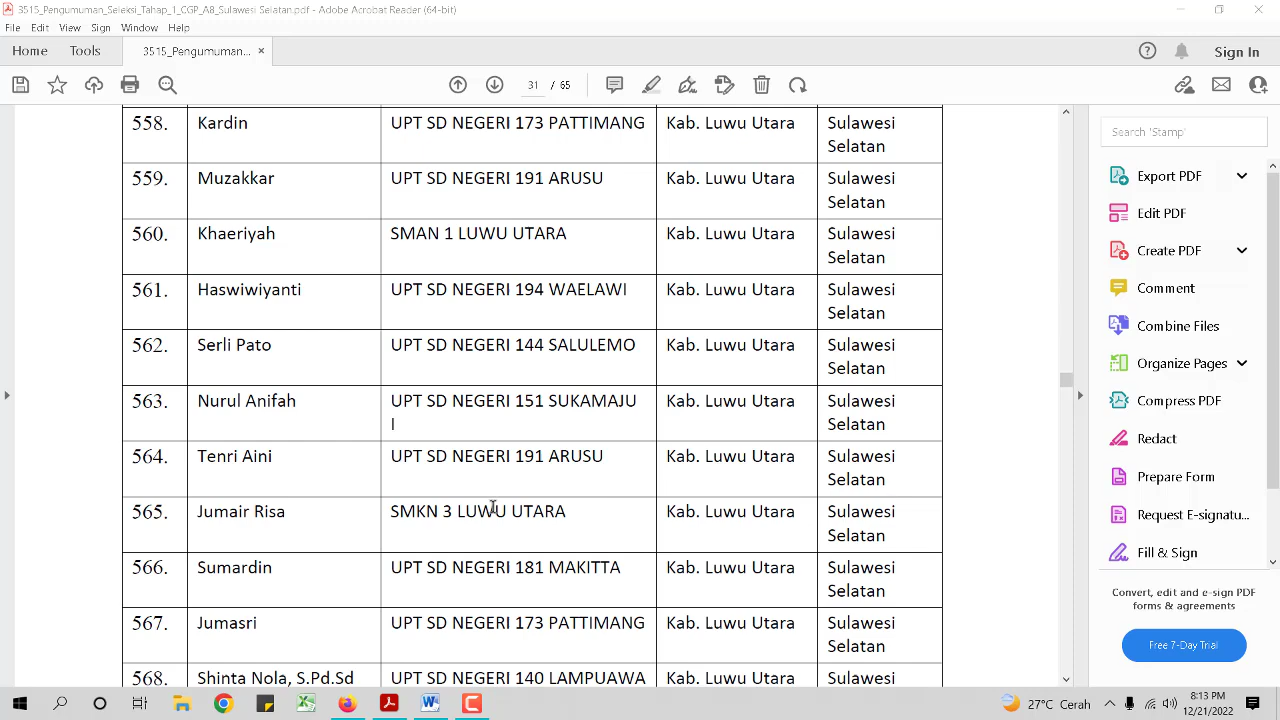 3515_Pengumuman_Seleksi_Tahap_1_CGP_A8_Sulawesi Selatan.pdf - Adobe Acrobat Reader (64-bit)
File Edit View Sign Window Help
Home Tools 3515_Pengumuman... × Sign In
31 / 65
558. Kardin UPT SD NEGERI 173 PATTIMANG Kab. Luwu Utara Sulawesi
Selatan
559. Muzakkar UPT SD NEGERI 191 ARUSU Kab. Luwu Utara Sulawesi
Selatan
560. Khaeriyah SMAN 1 LUWU UTARA Kab. Luwu Utara Sulawesi
Selatan
561. Haswiwiyanti UPT SD NEGERI 194 WAELAWI Kab. Luwu Utara Sulawesi
Selatan
562. Serli Pato UPT SD NEGERI 144 SALULEMO Kab. Luwu Utara Sulawesi
Selatan
563. Nurul Anifah UPT SD NEGERI 151 SUKAMAJU Kab. Luwu Utara Sulawesi
I Selatan
564. Tenri Aini UPT SD NEGERI 191 ARUSU Kab. Luwu Utara Sulawesi
Selatan
565. Jumair Risa SMKN 3 LUWU UTARA Kab. Luwu Utara Sulawesi
Selatan
566. Sumardin UPT SD NEGERI 181 MAKITTA Kab. Luwu Utara Sulawesi
Selatan
567. Jumasri UPT SD NEGERI 173 PATTIMANG Kab. Luwu Utara Sulawesi
Selatan
568. Shinta Nola, S.Pd.Sd UPT SD NEGERI 140 LAMPUAWA Kab. Luwu Utara Sulawesi
Search 'Stamp'
Export PDF
Edit PDF
Create PDF
Comment
Combine Files
Organize Pages
Compress PDF
Redact
Prepare Form
Request E-signatu...
Fill & Sign
Convert, edit and e-sign PDF
forms & agreements
Free 7-Day Trial
27°C Cerah
8:13 PM
12/21/2022